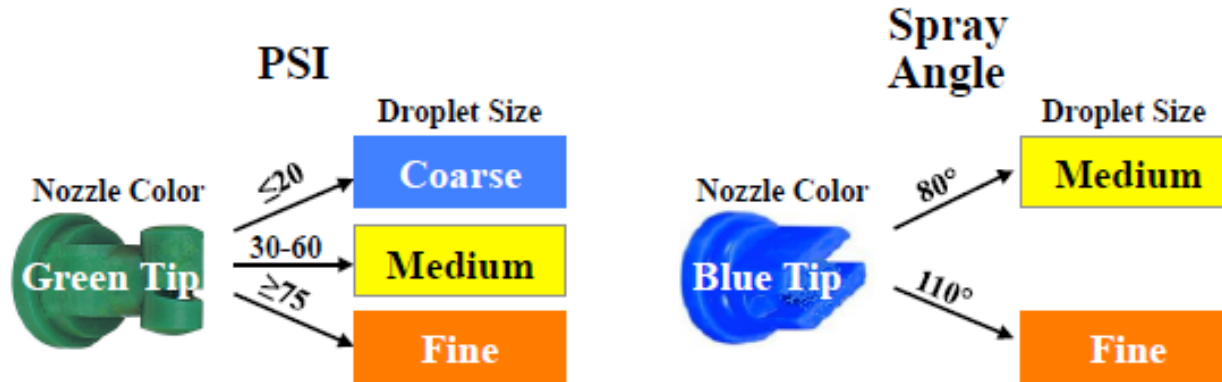 PSI
Droplet Size
Nozzle Color
Green Tip
≤20
Coarse
30-60
Medium
≥75
Fine
Spray
Angle
Droplet Size
Nozzle Color
Blue Tip
80°
Medium
110°
Fine